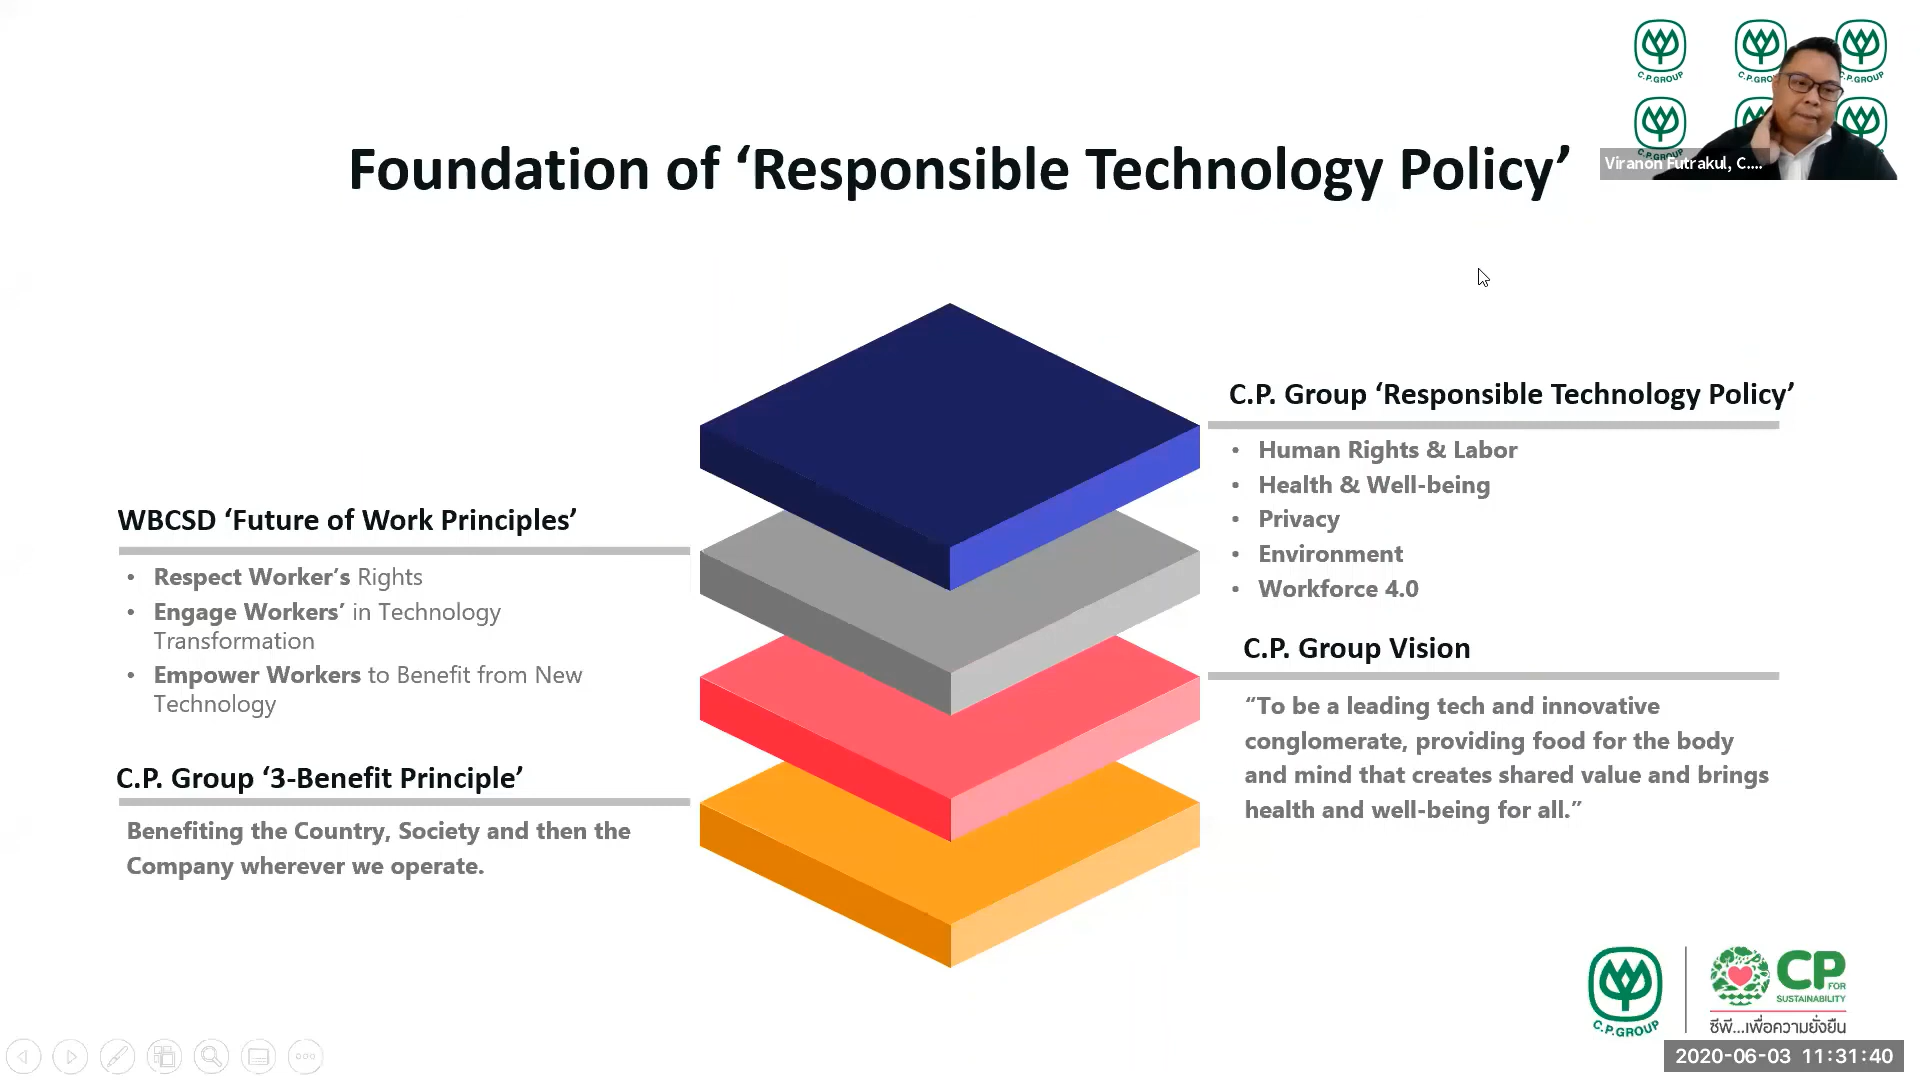 C.P.GROUP
C.P.GRO
C.P.GROUP
C.P.GROUP
Viranon Futrakul, C....
Foundation of ‘Responsible Technology Policy’
C.P. Group ‘Responsible Technology Policy’
• Human Rights & Labor
• Health & Well-being
• Privacy
• Environment
• Workforce 4.0
WBCSD ‘Future of Work Principles’
• Respect Worker’s Rights
• Engage Workers’ in Technology
Transformation
• Empower Workers to Benefit from New
Technology
C.P. Group Vision
“To be a leading tech and innovative
conglomerate, providing food for the body
and mind that creates shared value and brings
health and well-being for all.”
C.P. Group ‘3-Benefit Principle’
Benefiting the Country, Society and then the
Company wherever we operate.
C.P.GROUP
CP
FOR
SUSTAINABILITY
ซีพี...เพื่อความยั่งยืน
2020-06-03 11:31:40